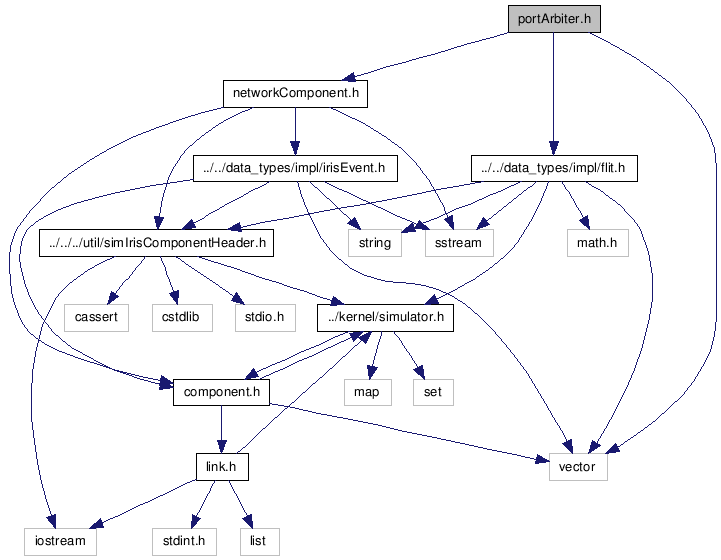 portArbiter.h
networkComponent.h
../../data_types/impl/irisEvent.h
../../data_types/impl/flit.h
../../../util/simIrisComponentHeader.h
string
sstream
math.h
cassert
cstdlib
stdio.h
../kernel/simulator.h
component.h
map
set
link.h
vector
iostream
stdint.h
list